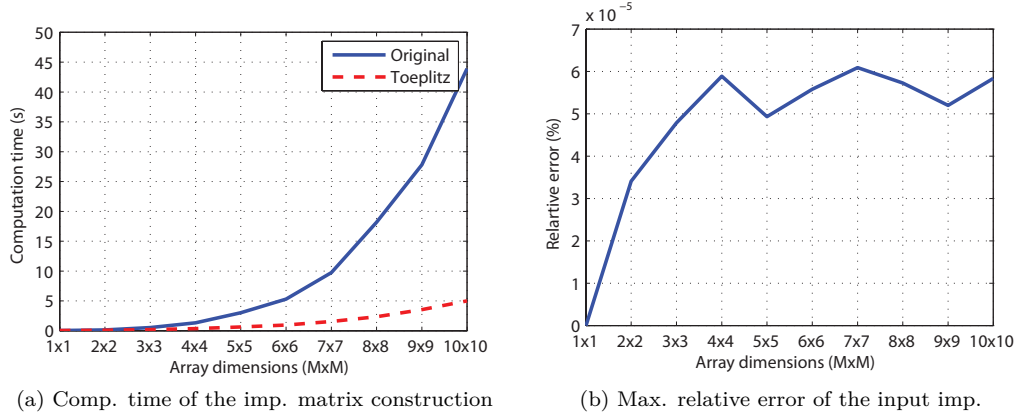 50
45
40
35
30
25
20
15
10
5
0
Computation time (s)
Original
Toeplitz
1x1 2x2 3x3 4x4 5x5 6x6 7x7 8x8 9x9 10x10
Array dimensions (MxM)
(a) Comp. time of the imp. matrix construction
x 10 −5
7
6
5
4
3
2
1
0
Relartive error (%)
1x1 2x2 3x3 4x4 5x5 6x6 7x7 8x8 9x9 10x10
Array dimensions (MxM)
(b) Max. relative error of the input imp.